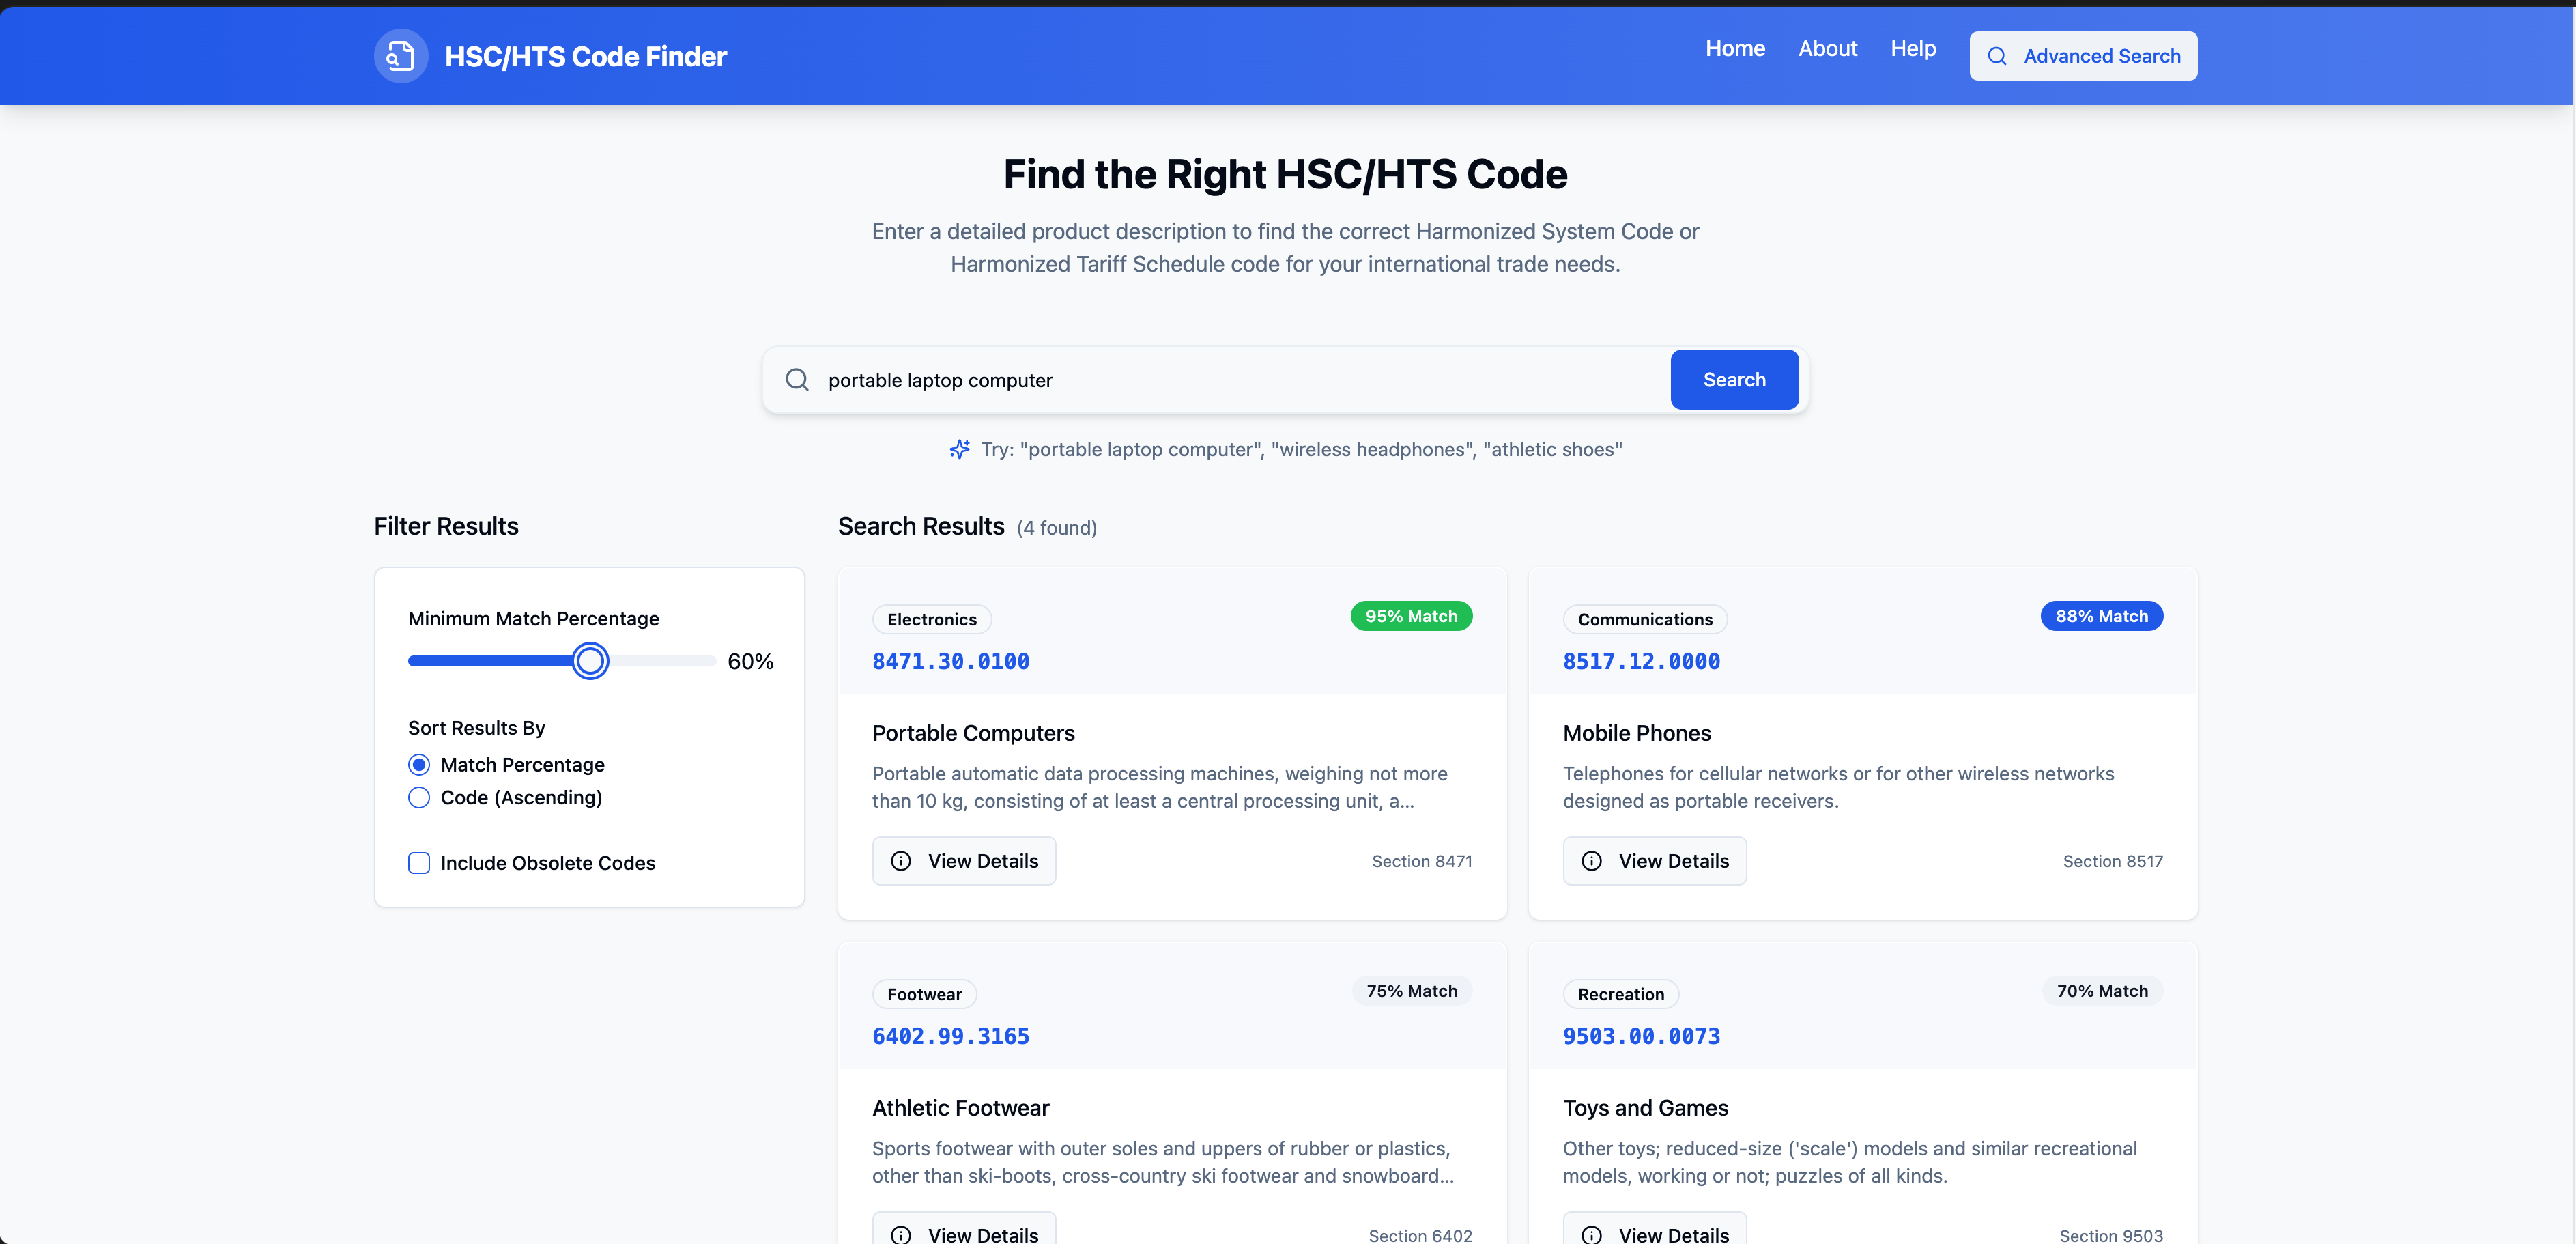 HSC/HTS Code Finder
Home
About
Help
Advanced Search
Find the Right HSC/HTS Code
Enter a detailed product description to find the correct Harmonized System Code or
Harmonized Tariff Schedule code for your international trade needs.
portable laptop computer
Search
Try: "portable laptop computer", "wireless headphones", "athletic shoes"
Filter Results
Minimum Match Percentage
60%
Sort Results By
Match Percentage
Code (Ascending)
Include Obsolete Codes
Search Results (4 found)
Electronics
95% Match
8471.30.0100
Portable Computers
Portable automatic data processing machines, weighing not more
than 10 kg, consisting of at least a central processing unit, a...
View Details
Section 8471
Communications
88% Match
8517.12.0000
Mobile Phones
Telephones for cellular networks or for other wireless networks
designed as portable receivers.
View Details
Section 8517
Footwear
75% Match
6402.99.3165
Athletic Footwear
Sports footwear with outer soles and uppers of rubber or plastics,
other than ski-boots, cross-country ski footwear and snowboard...
View Details
Section 6402
Recreation
70% Match
9503.00.0073
Toys and Games
Other toys; reduced-size ('scale') models and similar recreational
models, working or not; puzzles of all kinds.
View Details
Section 9503